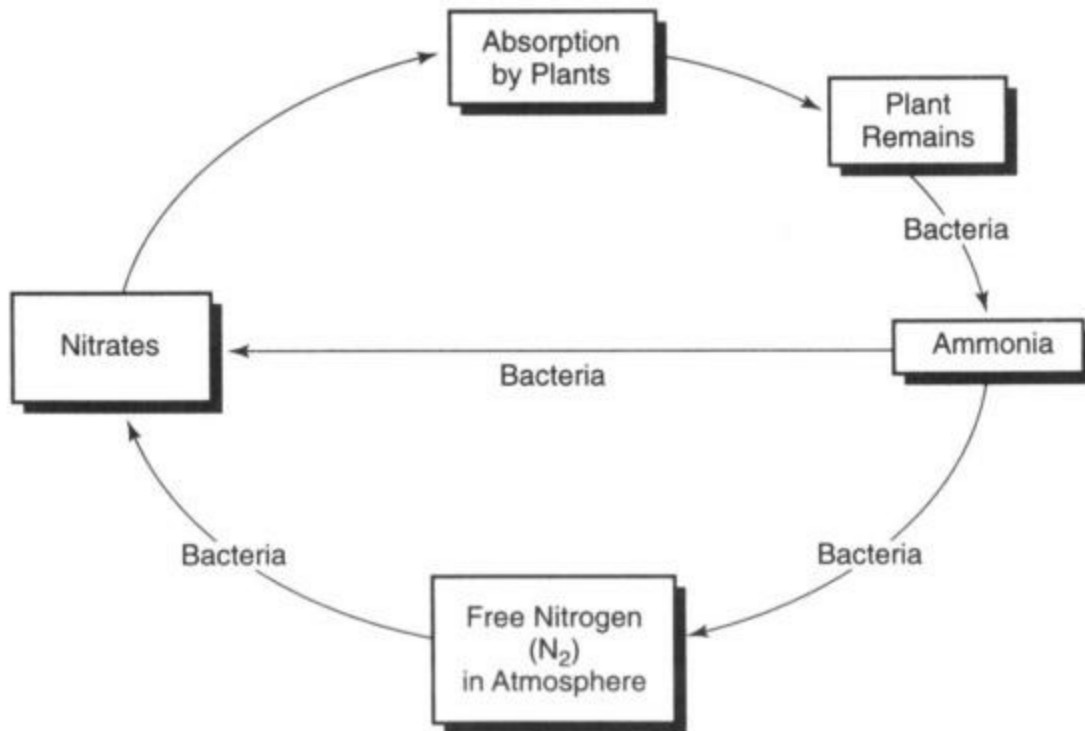 Absorption
by Plants
Plant
Remains
Bacteria
Nitrates
Ammonia
Bacteria
Bacteria
Bacteria
Free Nitrogen
(N₂)
in Atmosphere